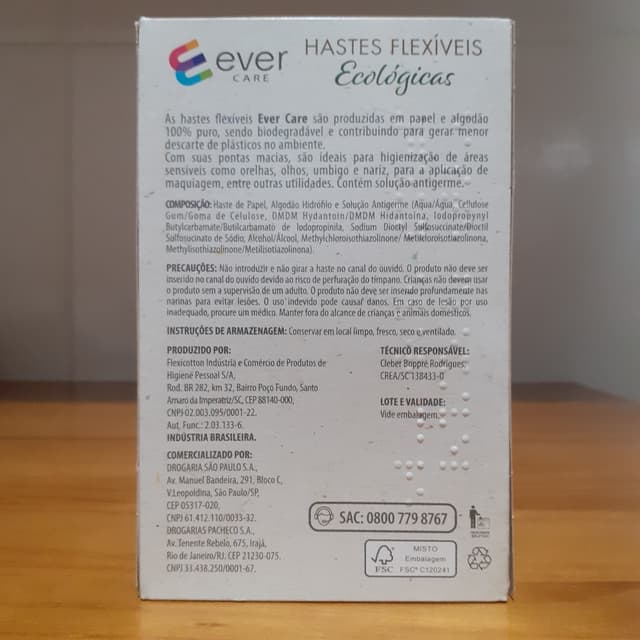 ever
CARE
HASTES FLEXÍVEIS
Ecológicas
As hastes flexíveis Ever Care são produzidas em papel e algodão
100% puro, sendo biodegradável e contribuindo para gerar menor
descarte de plásticos no ambiente.
Com suas pontas macias, são ideais para higienização de áreas
sensíveis como orelhas, olhos, umbigo e nariz, para a aplicação de
maquiagem, entre outras utilidades. Contém solução antigerme.
COMPOSIÇÃO: Haste de Papel, Algodão Hidrófilo e Solução Antigerme (Aqua/Água, Cellulose
Gum/Goma de Celulose, DMDM Hydantoin/DMDM Hidantoína, Iodopropynyl
Butylcarbamate/Butilcarbamato de Iodopropinila, Sodium Dioctyl Sulfosuccinate/Dioctil
Sulfosucinato de Sódio, Alcohol/Álcool, Methylchloroisothiazolinone/ Metilcloroisotiazolinona,
Methylisothiazolinone/Metilisotiazolinona).
PRECAUÇÕES: Não introduzir e não girar a haste no canal do ouvido. O produto não deve ser
inserido no canal do ouvido devido ao risco de perfuração do tímpano. Crianças não devem usar
o produto sem a supervisão de um adulto. O produto não deve ser inserido profundamente nas
narinas para evitar lesões. O uso indevido pode causar danos. Em caso de lesão por uso
inadequado, procure um médico. Manter fora do alcance de crianças e animais domésticos.
INSTRUÇÕES DE ARMAZENAGEM: Conservar em local limpo, fresco, seco e ventilado.
PRODUZIDO POR:
Flexicotton Indústria e Comércio de Produtos de
Higiene Pessoal S/A,
Rod. BR 282, km 32, Bairro Poço Fundo, Santo
Amaro da Imperatriz/SC, CEP 88140-000,
CNPJ 02.003.095/0001-22.
Aut. Func.: 2.03.133-6.
INDÚSTRIA BRASILEIRA.
TÉCNICO RESPONSÁVEL:
Cleber Boppré Rodrigues
CREA/SC 138433-0
LOTE E VALIDADE:
Vide embalagem.
COMERCIALIZADO POR:
DROGARIA SÃO PAULO S.A.,
Av. Manuel Bandeira, 291, Bloco C,
V.Leopoldina, São Paulo/SP,
CEP 05317-020,
CNPJ 61.412.110/0033-32.
DROGARIAS PACHECO S.A.,
Av. Tenente Rebelo, 675, Irajá,
Rio de Janeiro/RJ; CEP 21230-075.
CNPJ 33.438.250/0001-67.
SAC: 0800 779 8767
FSC
MISTO
Embalagem
FSC® C120241